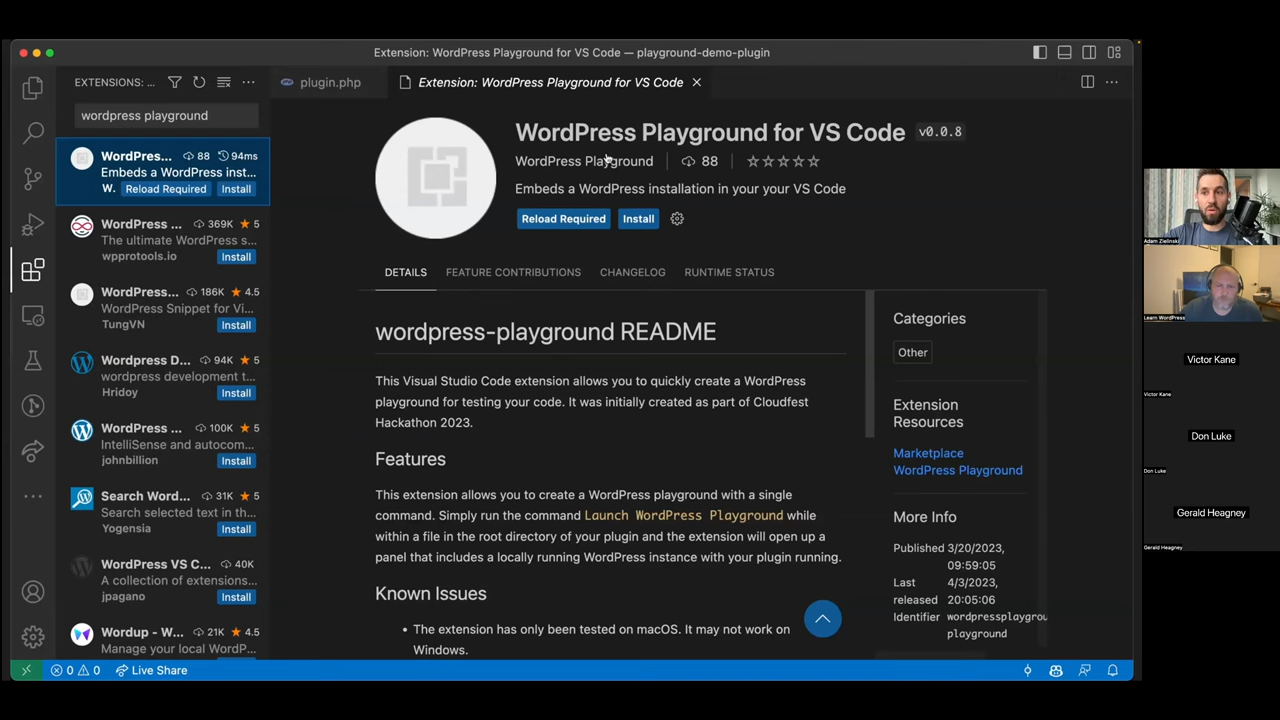 Extension: WordPress Playground for VS Code — playground-demo-plugin
EXTENSIONS: ...
wordpress playground
WordPres... 88 94ms
Embeds a WordPress inst...
W. Reload Required Install
WordPress ... 369K 5
The ultimate WordPress s...
wpprotools.io Install
WordPress... 186K 4.5
WordPress Snippet for Vi...
TungVN Install
Wordpress D... 94K 5
wordpress development t...
Hridoy Install
WordPress ... 100K 5
IntelliSense and autocom...
johnbillion Install
Search Word... 31K 5
Search selected text in th...
Yogensia Install
WordPress VS C... 40K
A collection of extensions...
jpagano Install
Wordup - W... 21K 4.5
Manage your local WordP...
plugin.php
Extension: WordPress Playground for VS Code
WordPress Playground for VS Code v0.0.8
WordPress Playground 88
Embeds a WordPress installation in your your VS Code
Reload Required Install
DETAILS FEATURE CONTRIBUTIONS CHANGELOG RUNTIME STATUS
wordpress-playground README
This Visual Studio Code extension allows you to quickly create a WordPress
playground for testing your code. It was initially created as part of Cloudfest
Hackathon 2023.
Features
This extension allows you to create a WordPress playground with a single
command. Simply run the command Launch WordPress Playground while
within a file in the root directory of your plugin and the extension will open up a
panel that includes a locally running WordPress instance with your plugin running.
Known Issues
• The extension has only been tested on macOS. It may not work on
Windows.
Categories
Other
Extension
Resources
Marketplace
WordPress Playground
More Info
Published 3/20/2023,
09:59:05
Last 4/3/2023,
released 20:05:06
Identifier wordpressplaygrou
playground
0 0 Live Share
Adam Zielinski
Learn WordPress
Victor Kane
Victor Kane
Don Luke
Don Luke
Gerald Heagney
Gerald Heagney